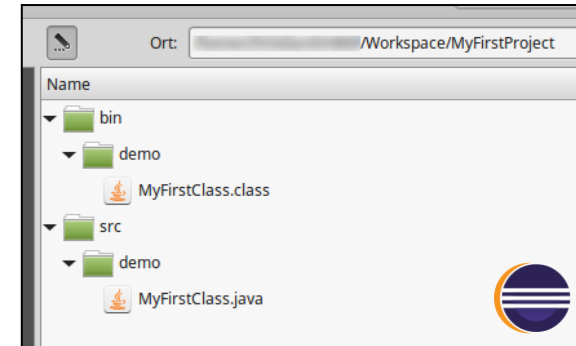 Ort: /Workspace/MyFirstProject
Name
bin
demo
MyFirstClass.class
src
demo
MyFirstClass.java